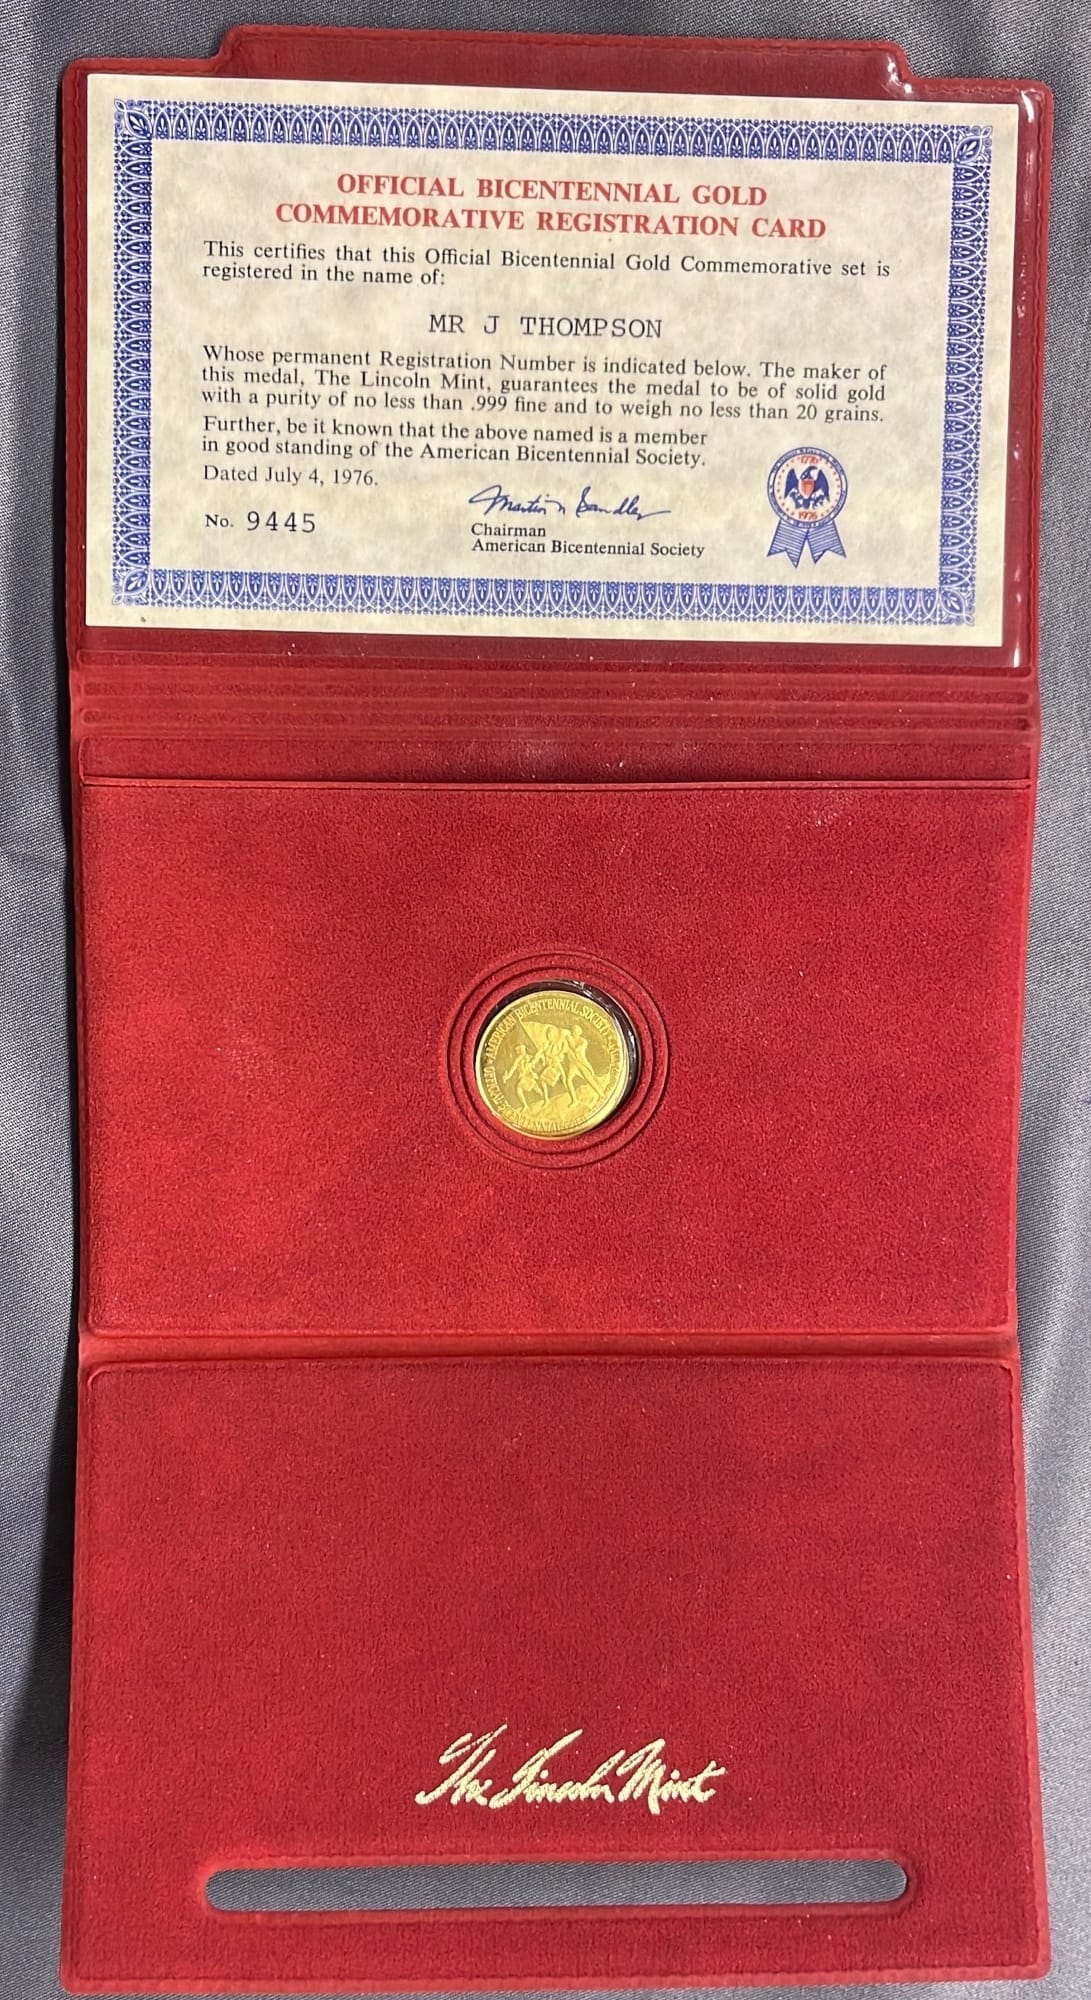 OFFICIAL BICENTENNIAL GOLD
COMMEMORATIVE REGISTRATION CARD
This certifies that this Official Bicentennial Gold Commemorative set is
registered in the name of:
MR J THOMPSON
Whose permanent Registration Number is indicated below. The maker of
this medal, The Lincoln Mint, guarantees the medal to be of solid gold
with a purity of no less than .999 fine and to weigh no less than 20 grains.
Further, be it known that the above named is a member
in good standing of the American Bicentennial Society.
Dated July 4, 1976.
No. 9445
Chairman
American Bicentennial Society
1776
1976
AMERICAN BICENTENNIAL SOCIETY
OFFICIAL BICENTENNIAL
The Lincoln Mint